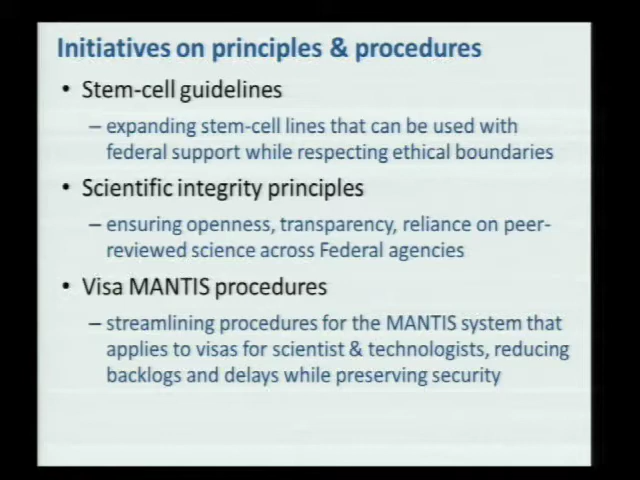 Initiatives on principles & procedures
• Stem-cell guidelines
– expanding stem-cell lines that can be used with
federal support while respecting ethical boundaries
• Scientific integrity principles
– ensuring openness, transparency, reliance on peer-
reviewed science across Federal agencies
• Visa MANTIS procedures
– streamlining procedures for the MANTIS system that
applies to visas for scientist & technologists, reducing
backlogs and delays while preserving security